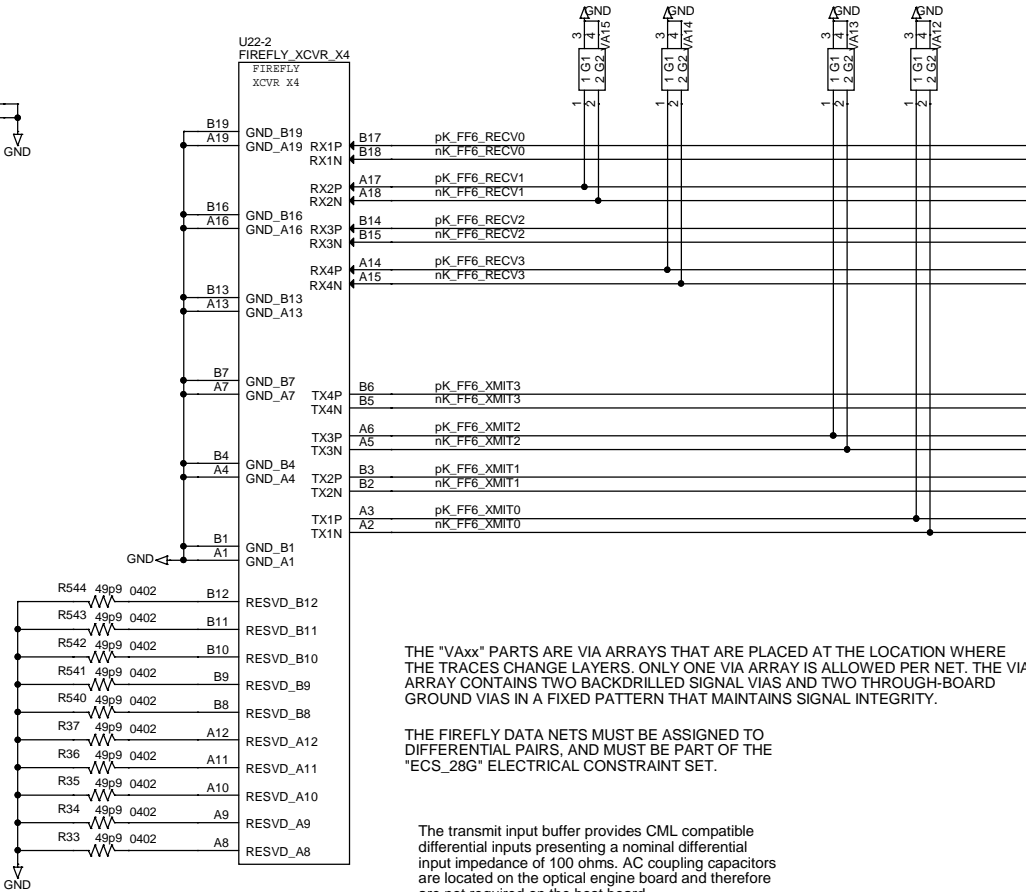 GND GND GND GND
3 4 VA15 3 4 VA14 3 4 VA13 3 4 VA12
1 G1 2 G2 1 G1 2 G2 1 G1 2 G2 1 G1 2 G2
1 2 1 2 1 2 1 2
GND
U22-2
FIREFLY_XCVR_X4
FIREFLY
XCVR X4
B19 GND_B19
A19 GND_A19 RX1P B17 pK_FF6_RECV0
RX1N B18 nK_FF6_RECV0
RX2P A17 pK_FF6_RECV1
RX2N A18 nK_FF6_RECV1
B16 GND_B16
A16 GND_A16 RX3P B14 pK_FF6_RECV2
RX3N B15 nK_FF6_RECV2
RX4P A14 pK_FF6_RECV3
RX4N A15 nK_FF6_RECV3
B13 GND_B13
A13 GND_A13
B7 GND_B7
A7 GND_A7 TX4P B6 pK_FF6_XMIT3
TX4N B5 nK_FF6_XMIT3
TX3P A6 pK_FF6_XMIT2
TX3N A5 nK_FF6_XMIT2
B4 GND_B4
A4 GND_A4 TX2P B3 pK_FF6_XMIT1
TX2N B2 nK_FF6_XMIT1
TX1P A3 pK_FF6_XMIT0
TX1N A2 nK_FF6_XMIT0
B1 GND_B1
GND A1 GND_A1
R544 49p9 0402 B12 RESVD_B12
R543 49p9 0402 B11 RESVD_B11
R542 49p9 0402 B10 RESVD_B10
R541 49p9 0402 B9 RESVD_B9
R540 49p9 0402 B8 RESVD_B8
R37 49p9 0402 A12 RESVD_A12
R36 49p9 0402 A11 RESVD_A11
R35 49p9 0402 A10 RESVD_A10
R34 49p9 0402 A9 RESVD_A9
R33 49p9 0402 A8 RESVD_A8
GND
THE "VAxx" PARTS ARE VIA ARRAYS THAT ARE PLACED AT THE LOCATION WHERE
THE TRACES CHANGE LAYERS. ONLY ONE VIA ARRAY IS ALLOWED PER NET. THE VIA
ARRAY CONTAINS TWO BACKDRILLED SIGNAL VIAS AND TWO THROUGH-BOARD
GROUND VIAS IN A FIXED PATTERN THAT MAINTAINS SIGNAL INTEGRITY.
THE FIREFLY DATA NETS MUST BE ASSIGNED TO
DIFFERENTIAL PAIRS, AND MUST BE PART OF THE
"ECS_28G" ELECTRICAL CONSTRAINT SET.
The transmit input buffer provides CML compatible
differential inputs presenting a nominal differential
input impedance of 100 ohms. AC coupling capacitors
are located on the optical engine board and therefore
are not required on the host board